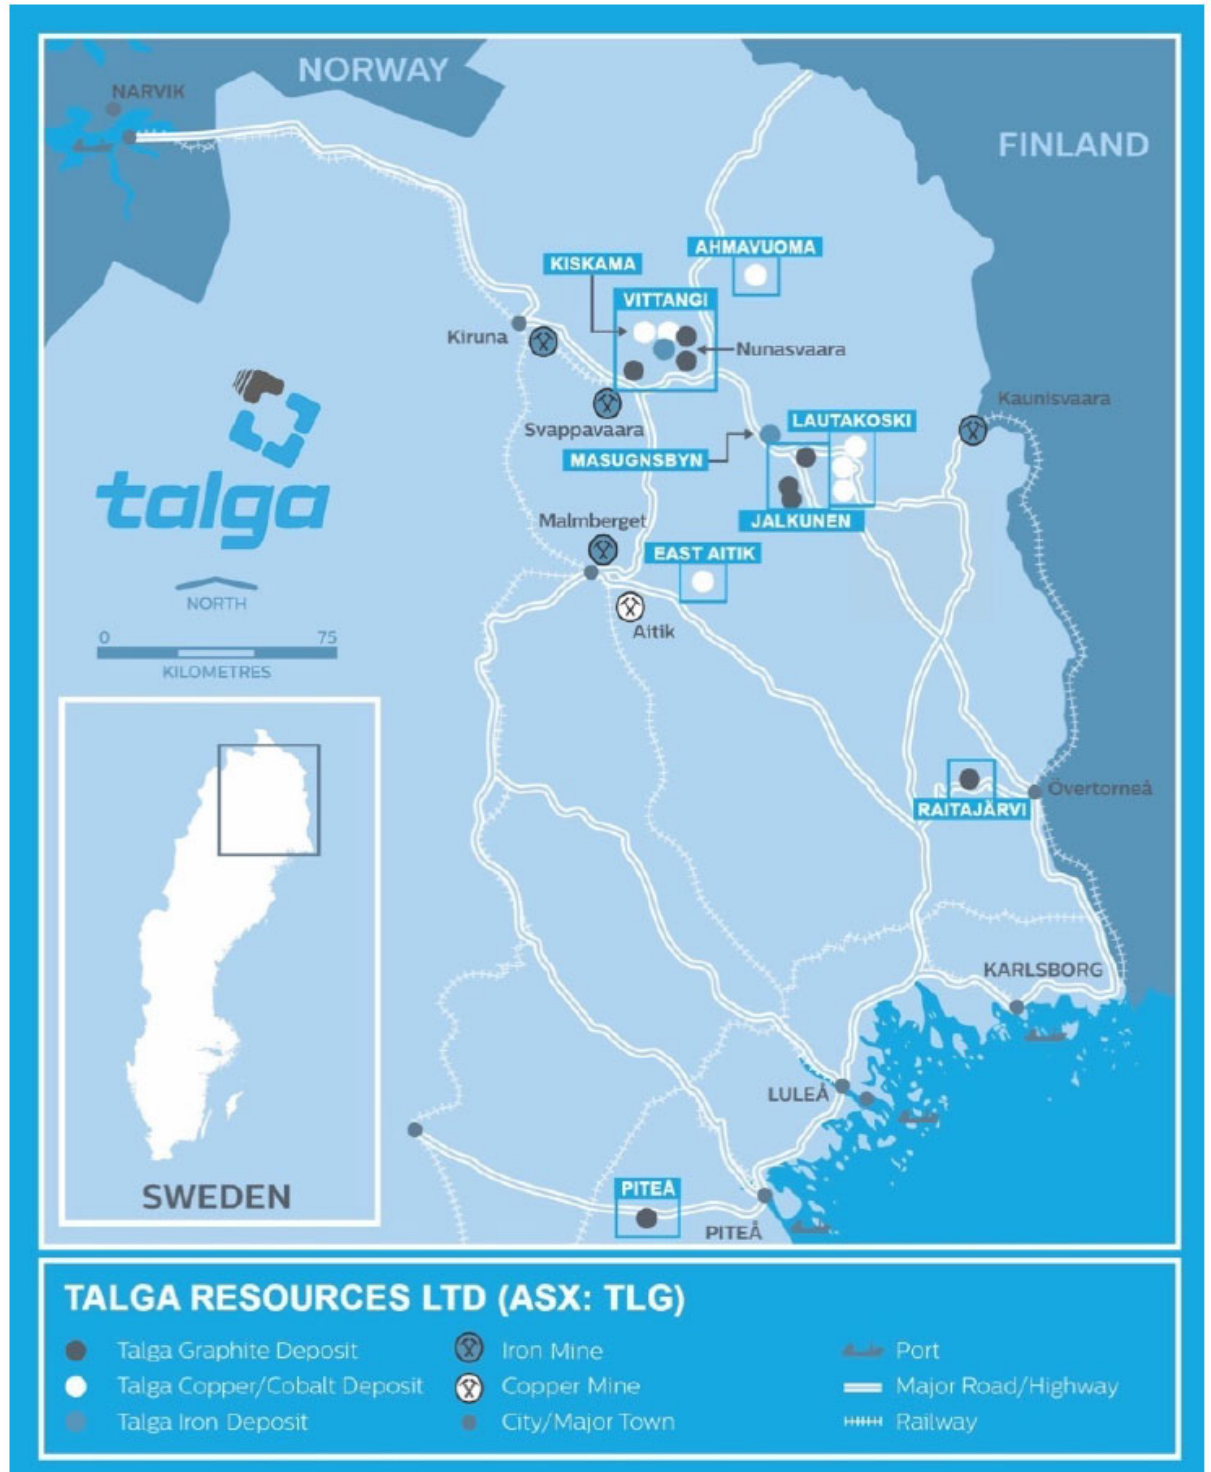 NORWAY
NARVIK
FINLAND
AHMAVUOMA
KISKAMA
VITTANGI
Kiruna
Nunasvaara
Kaunisvaara
Svappavaara
LAUTAKOSKI
MASUGNSBYN
talga
Malmberget
JALKUNEN
EAST AITIK
NORTH
Aitik
0 75
KILOMETRES
Övertorneå
RAITAJÄRVI
KARLSBORG
LULEÅ
SWEDEN
PITEÅ
PITEÅ
TALGA RESOURCES LTD (ASX: TLG)
Talga Graphite Deposit
Talga Copper/Cobalt Deposit
Talga Iron Deposit
Iron Mine
Copper Mine
City/Major Town
Port
Major Road/Highway
Railway